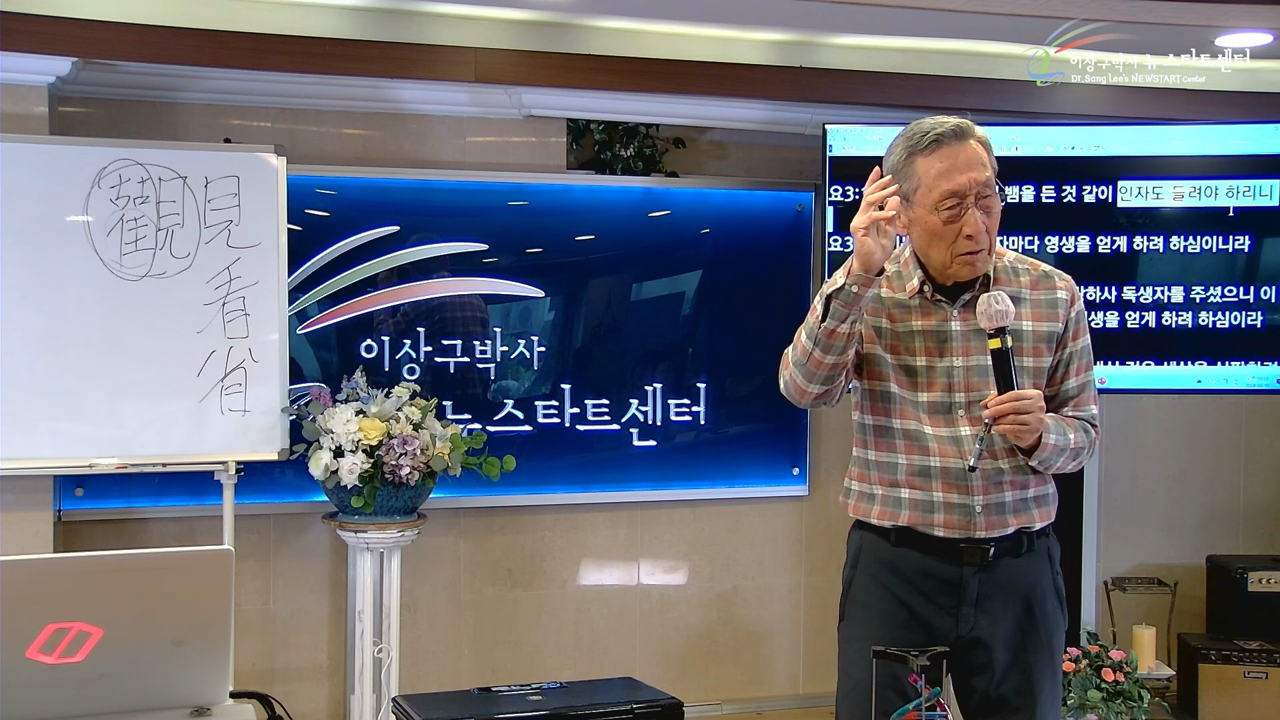 이상구박사 뉴스타트센터
Dr. Sang Lee's NEWSTART Center
觀見
看
省
이상구박사
뉴스타트센터
요3:
뱀을 든 것 같이 인자도 들려야 하리니
요3
자마다 영생을 얻게 하려 하심이니라
하사 독생자를 주셨으니 이
생을 얻게 하려 하심이라
Laney